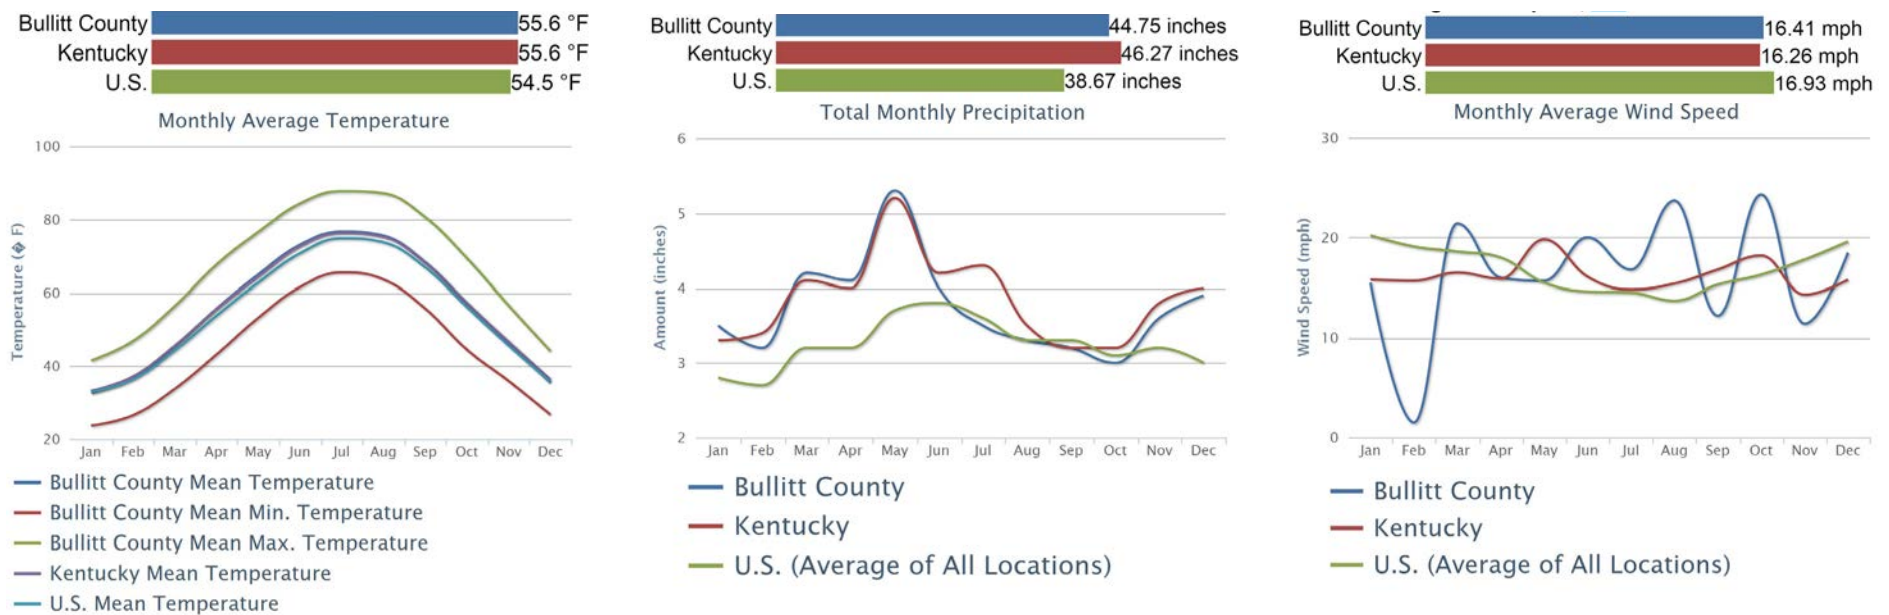 Bullitt County 55.6 °F
Kentucky 55.6 °F
U.S. 54.5 °F
Monthly Average Temperature
100
80
60
40
20
Temperature (� F)
Jan Feb Mar Apr May Jun Jul Aug Sep Oct Nov Dec
Bullitt County Mean Temperature
Bullitt County Mean Min. Temperature
Bullitt County Mean Max. Temperature
Kentucky Mean Temperature
U.S. Mean Temperature
Bullitt County 44.75 inches
Kentucky 46.27 inches
U.S. 38.67 inches
Total Monthly Precipitation
6
5
4
3
2
Amount (inches)
Jan Feb Mar Apr May Jun Jul Aug Sep Oct Nov Dec
Bullitt County
Kentucky
U.S. (Average of All Locations)
Bullitt County 16.41 mph
Kentucky 16.26 mph
U.S. 16.93 mph
Monthly Average Wind Speed
30
20
10
0
Wind Speed (mph)
Jan Feb Mar Apr May Jun Jul Aug Sep Oct Nov Dec
Bullitt County
Kentucky
U.S. (Average of All Locations)